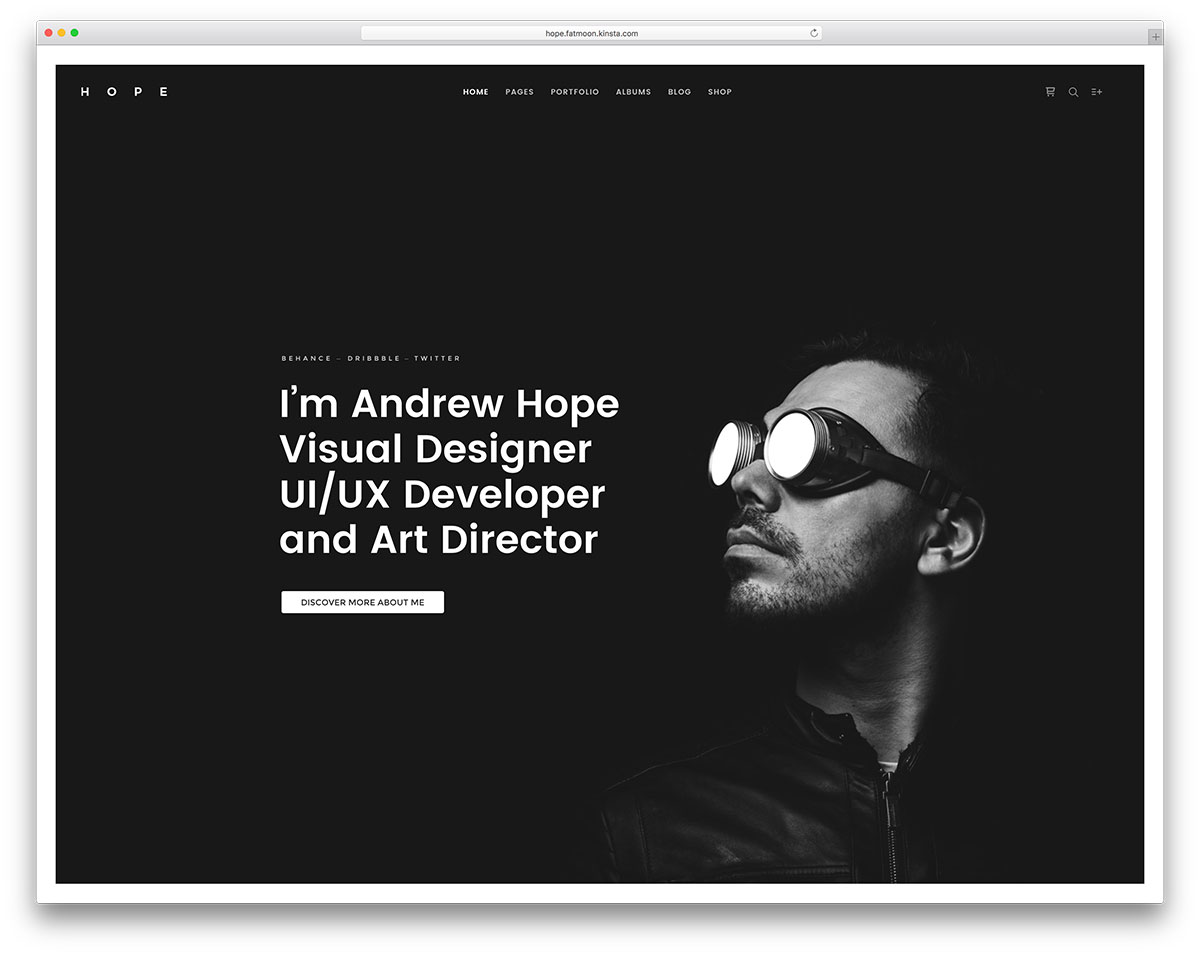 hope.fatmoon.kinsta.com
H O P E
HOME PAGES PORTFOLIO ALBUMS BLOG SHOP
BEHANCE – DRIBBBLE – TWITTER
I’m Andrew Hope
Visual Designer
UI/UX Developer
and Art Director
DISCOVER MORE ABOUT ME